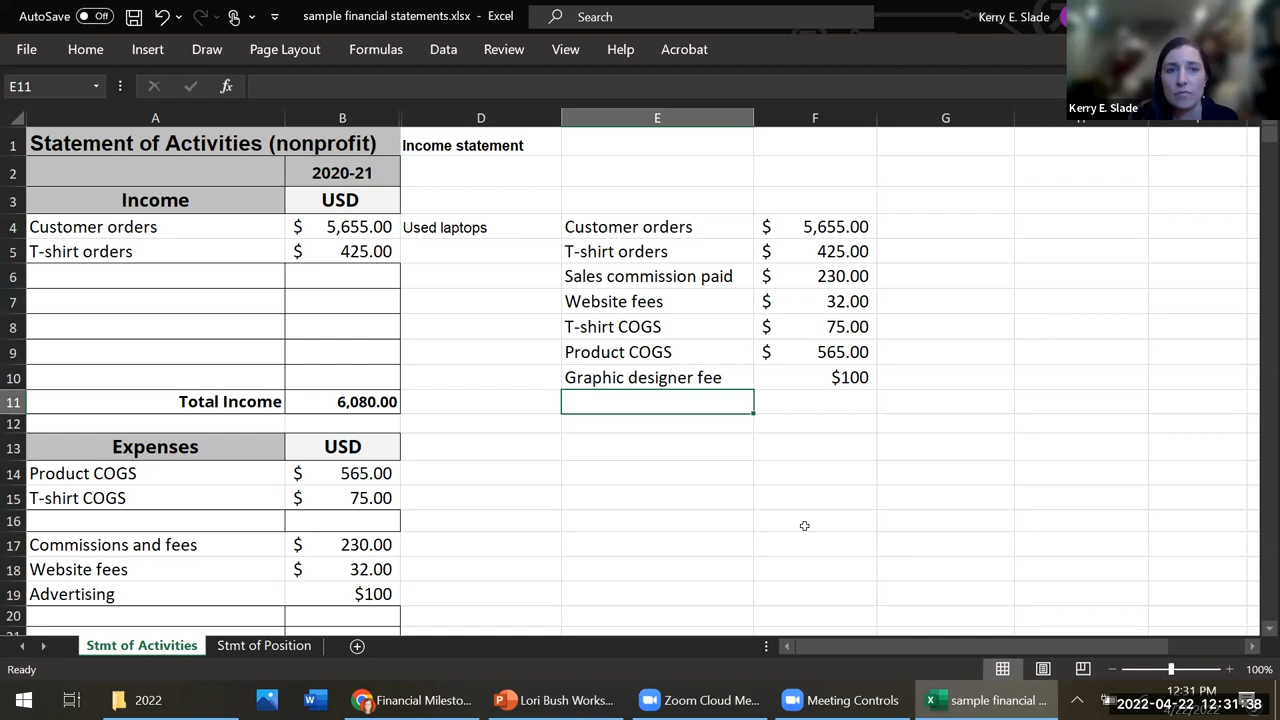 AutoSave Off sample financial statements.xlsx - Excel Search Kerry E. Slade
File Home Insert Draw Page Layout Formulas Data Review View Help Acrobat
E11 fx
Kerry E. Slade
A B D E F G
1 Statement of Activities (nonprofit) Income statement
2 2020-21
3 Income USD
4 Customer orders $ 5,655.00 Used laptops Customer orders $ 5,655.00
5 T-shirt orders $ 425.00 T-shirt orders $ 425.00
6 Sales commission paid $ 230.00
7 Website fees $ 32.00
8 T-shirt COGS $ 75.00
9 Product COGS $ 565.00
10 Graphic designer fee $100
11 Total Income 6,080.00
12
13 Expenses USD
14 Product COGS $ 565.00
15 T-shirt COGS $ 75.00
16
17 Commissions and fees $ 230.00
18 Website fees $ 32.00
19 Advertising $100
20
Stmt of Activities Stmt of Position
Ready 100%
2022 Financial Milesto... Lori Bush Works... Zoom Cloud Me... Meeting Controls sample financial ... 12:31 PM
2022-04-22 12:31:38